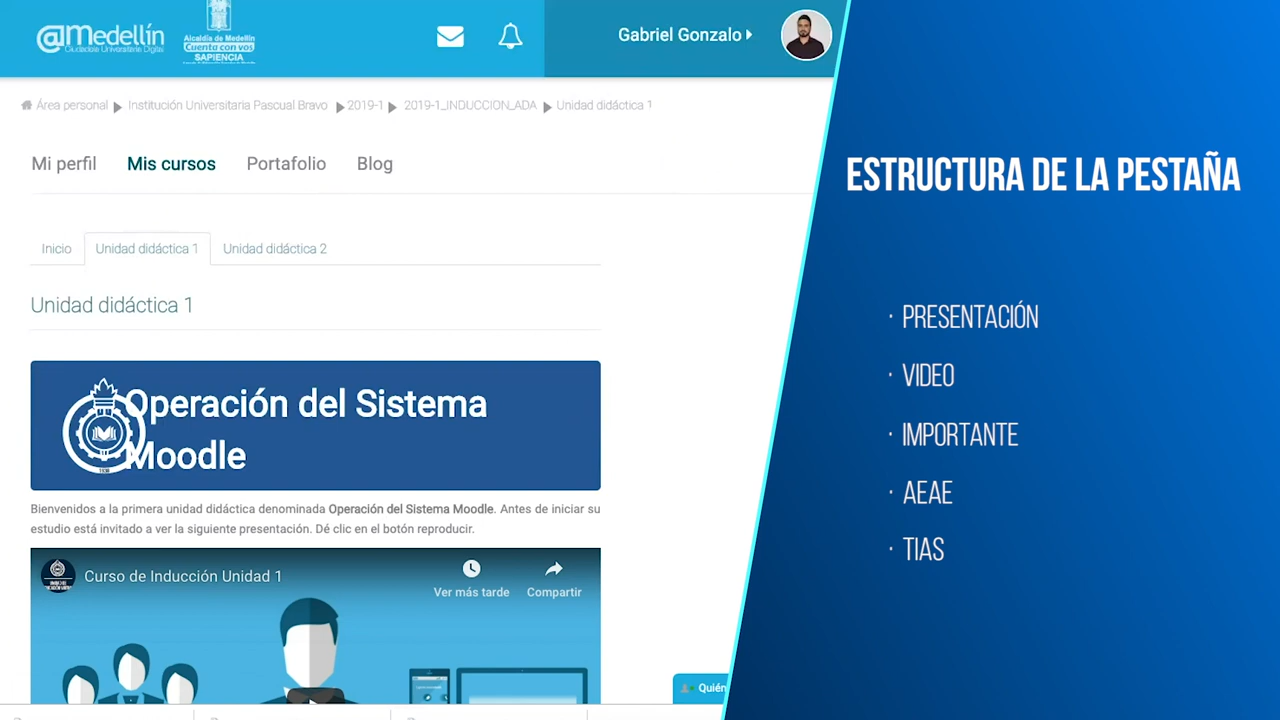 @Medellín
Ciudadela Universitaria Digital
Alcaldía de Medellín
Cuenta con vos
SAPIENCIA
Gabriel Gonzalo
Área personal
Institución Universitaria Pascual Bravo
2019-1
2019-1_INDUCCION_ADA
Unidad didáctica 1
Mi perfil
Mis cursos
Portafolio
Blog
Inicio
Unidad didáctica 1
Unidad didáctica 2
Unidad didáctica 1
Operación del Sistema
Moodle
Bienvenidos a la primera unidad didáctica denominada Operación del Sistema Moodle. Antes de iniciar su
estudio está invitado a ver la siguiente presentación. Dé clic en el botón reproducir.
Curso de Inducción Unidad 1
Ver más tarde
Compartir
Quién
ESTRUCTURA DE LA PESTAÑA
· PRESENTACIÓN
· VIDEO
· IMPORTANTE
· AEAE
· TIAS